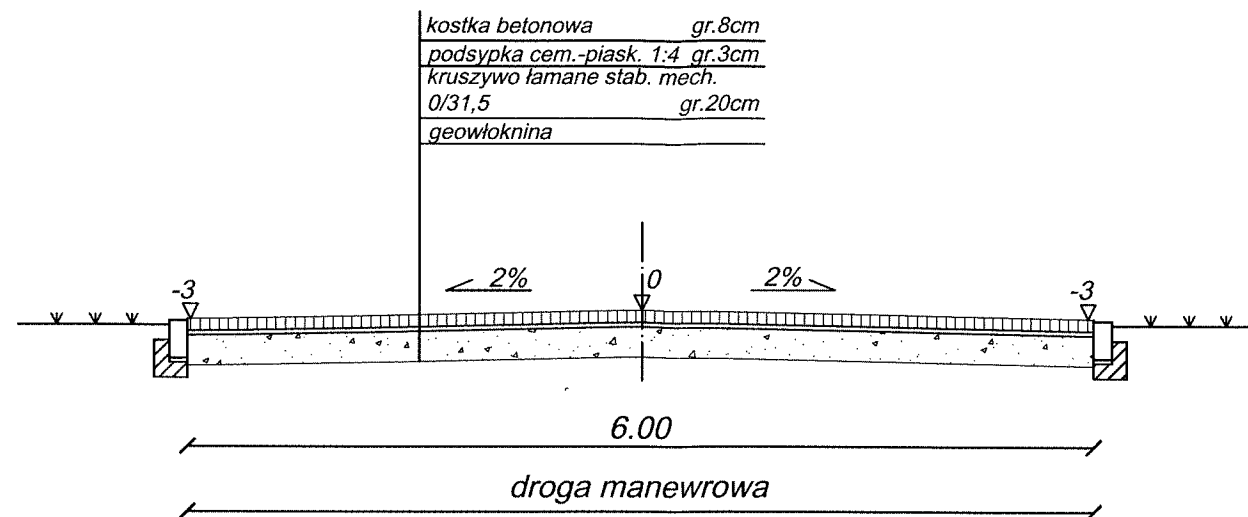 kostka betonowa gr.8cm
podsypka cem.-piask. 1:4 gr.3cm
kruszywo łamane stab. mech.
0/31,5 gr.20cm
geowłoknina
-3 2% 0 2% -3
6.00
droga manewrowa